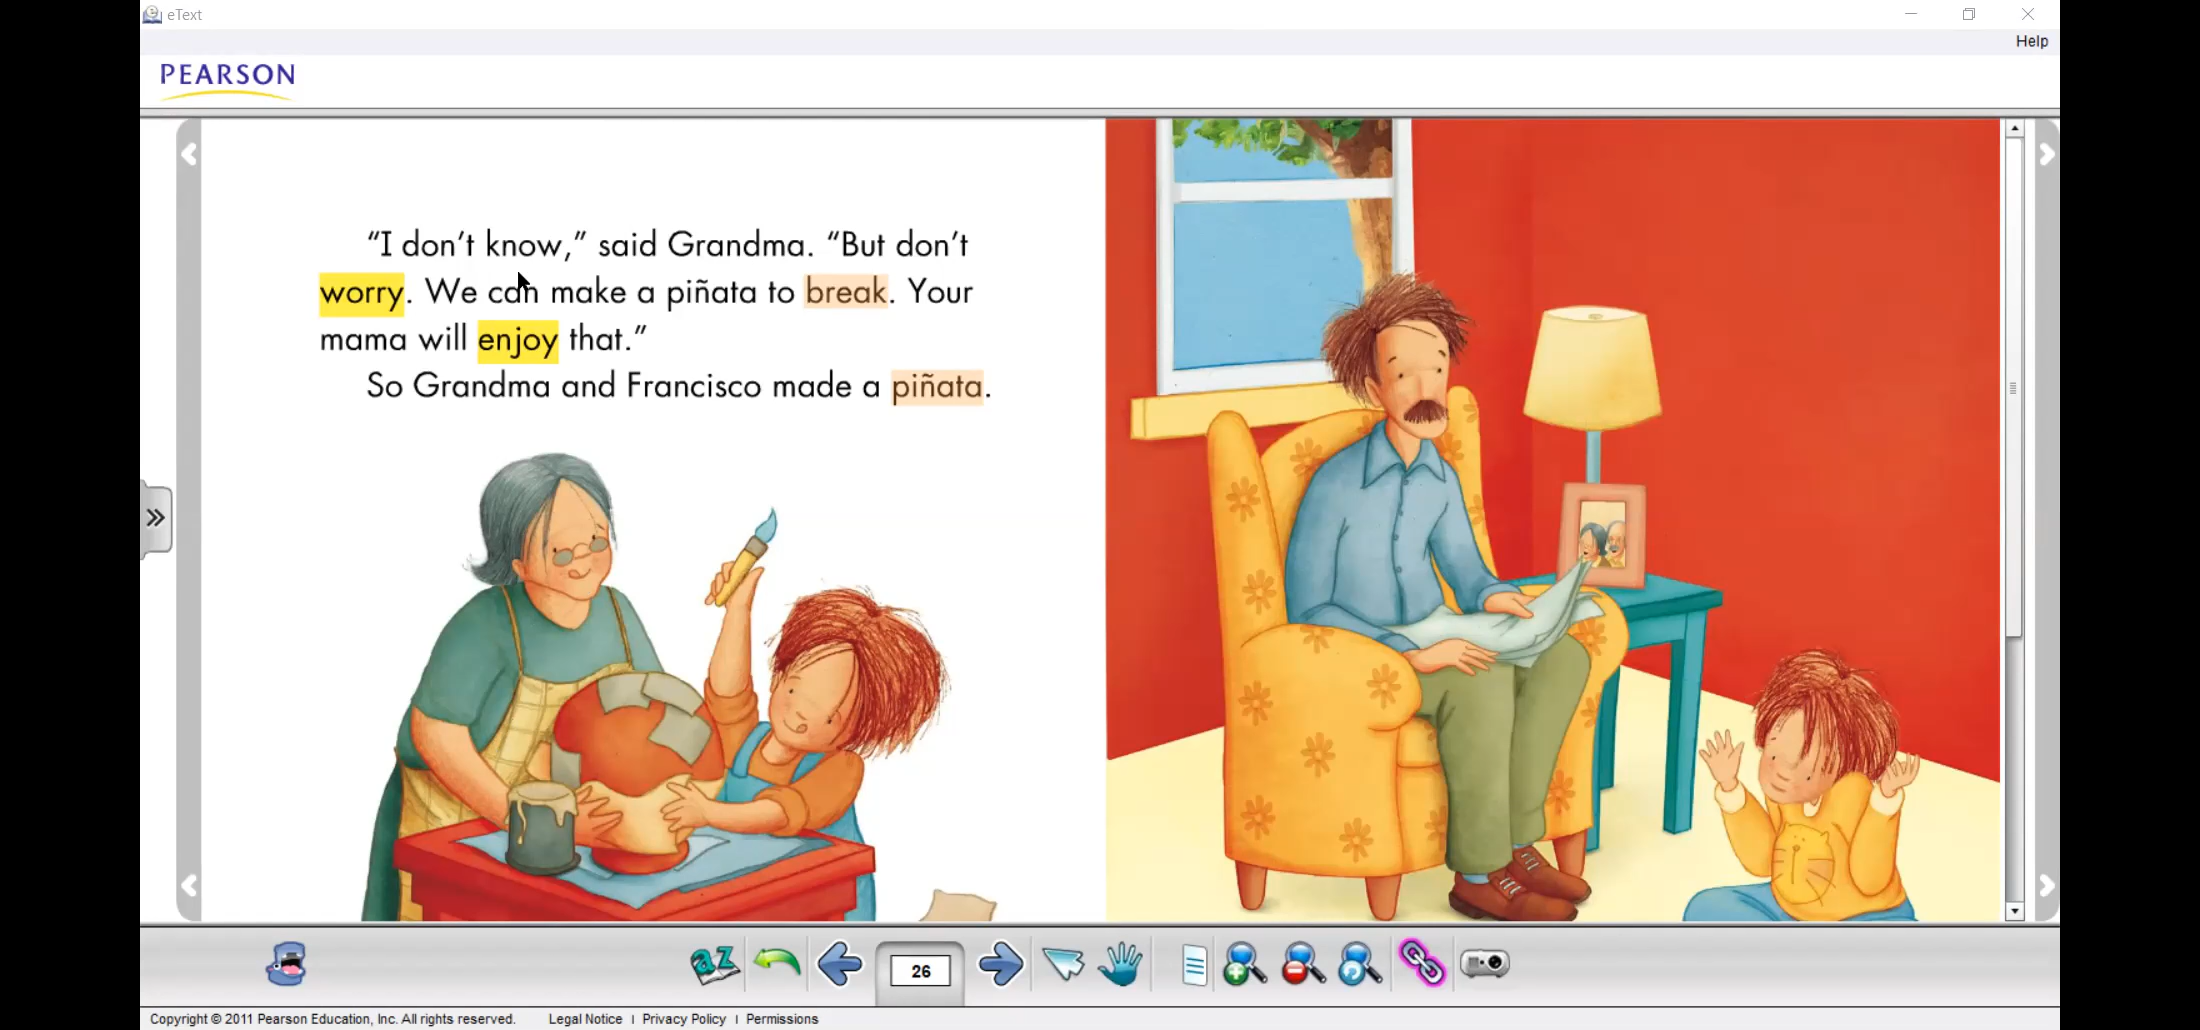 eText
Help
PEARSON
“I don’t know,” said Grandma. “But don’t
worry. We can make a piñata to break. Your
mama will enjoy that.”
So Grandma and Francisco made a piñata.
az
26
Copyright © 2011 Pearson Education, Inc. All rights reserved. Legal Notice | Privacy Policy | Permissions